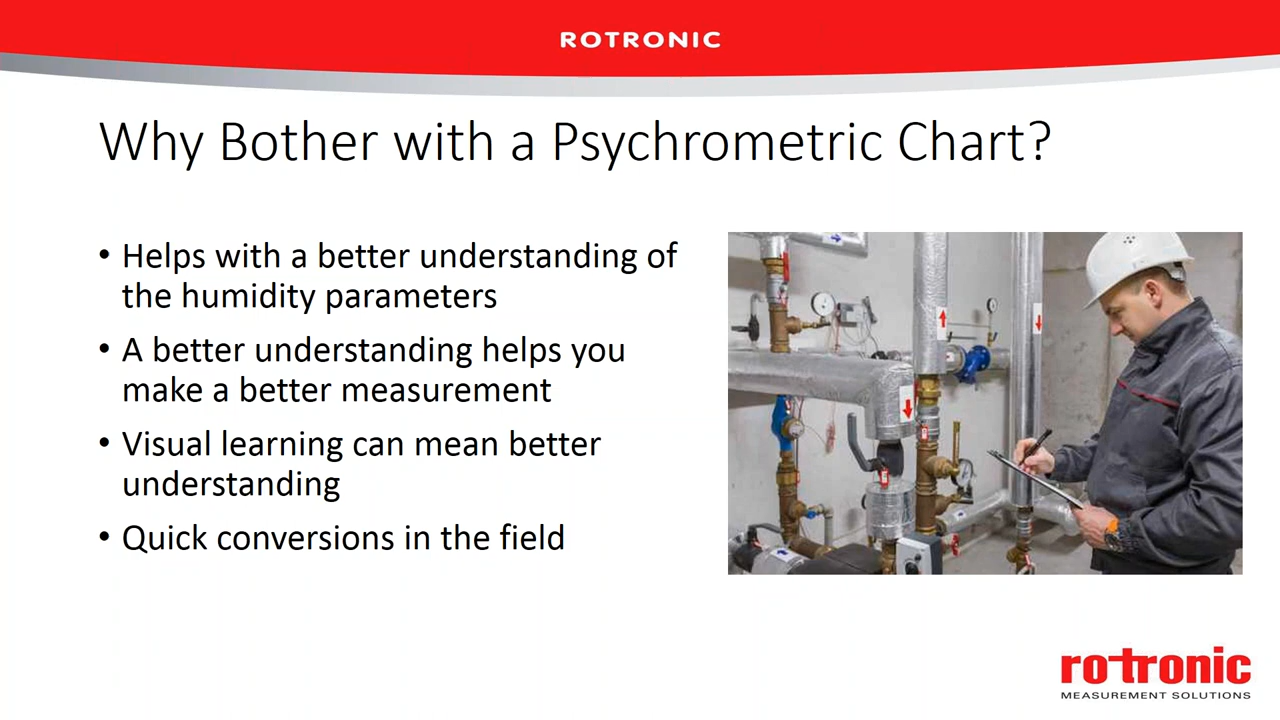 ROTRONIC
Why Bother with a Psychrometric Chart?
• Helps with a better understanding of
the humidity parameters
• A better understanding helps you
make a better measurement
• Visual learning can mean better
understanding
• Quick conversions in the field
rotronic
MEASUREMENT SOLUTIONS